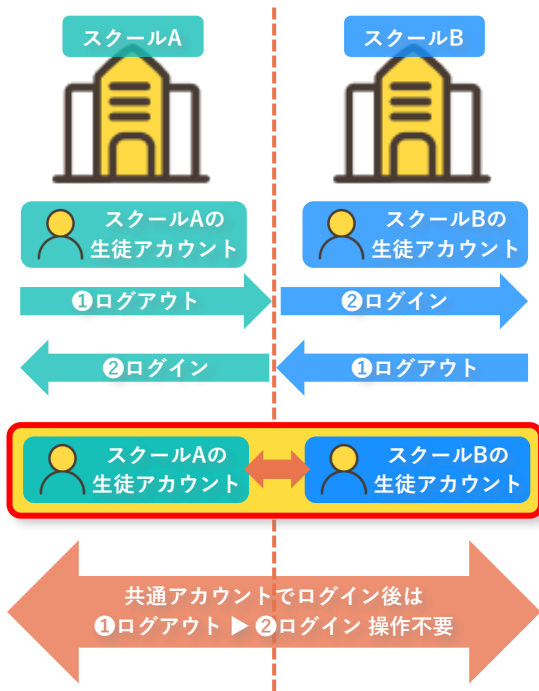 スクールA
スクールB
スクールAの
生徒アカウント
スクールBの
生徒アカウント
❶ログアウト
❷ログイン
❷ログイン
❶ログアウト
スクールAの
生徒アカウント
スクールBの
生徒アカウント
共通アカウントでログイン後は
❶ログアウト ▶ ❷ログイン 操作不要